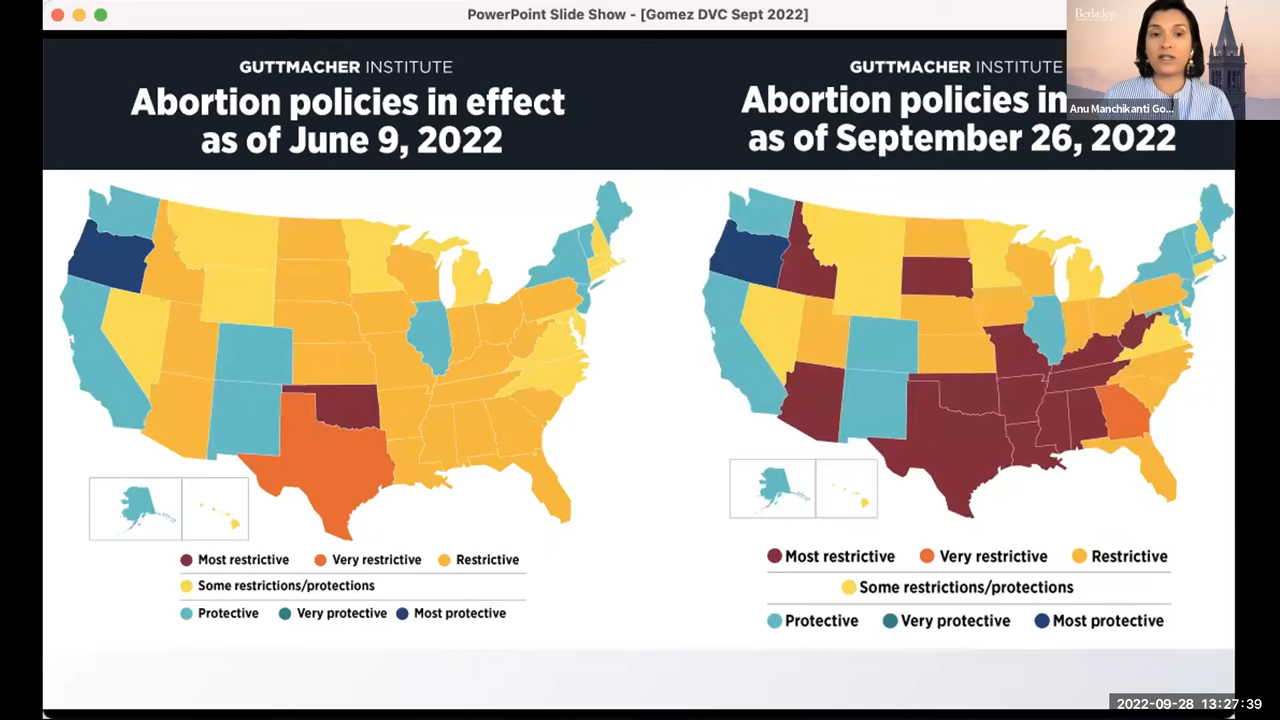 PowerPoint Slide Show - [Gomez DVC Sept 2022]
Berkeley
Anu Manchikanti Go...
GUTTMACHER INSTITUTE
Abortion policies in effect
as of June 9, 2022
Most restrictive
Very restrictive
Restrictive
Some restrictions/protections
Protective
Very protective
Most protective
GUTTMACHER INSTITUTE
Abortion policies in
as of September 26, 2022
Most restrictive
Very restrictive
Restrictive
Some restrictions/protections
Protective
Very protective
Most protective
2022-09-28 13:27:39